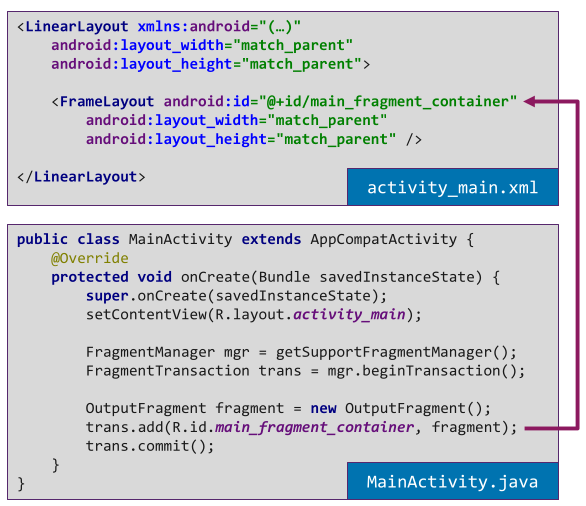 <LinearLayout xmlns:android="(…)"
    android:layout_width="match_parent"
    android:layout_height="match_parent">

    <FrameLayout android:id="@+id/main_fragment_container"
        android:layout_width="match_parent"
        android:layout_height="match_parent" />

</LinearLayout>
activity_main.xml
public class MainActivity extends AppCompatActivity {
    @Override
    protected void onCreate(Bundle savedInstanceState) {
        super.onCreate(savedInstanceState);
        setContentView(R.layout.activity_main);

        FragmentManager mgr = getSupportFragmentManager();
        FragmentTransaction trans = mgr.beginTransaction();

        OutputFragment fragment = new OutputFragment();
        trans.add(R.id.main_fragment_container, fragment);
        trans.commit();
    }
}
MainActivity.java